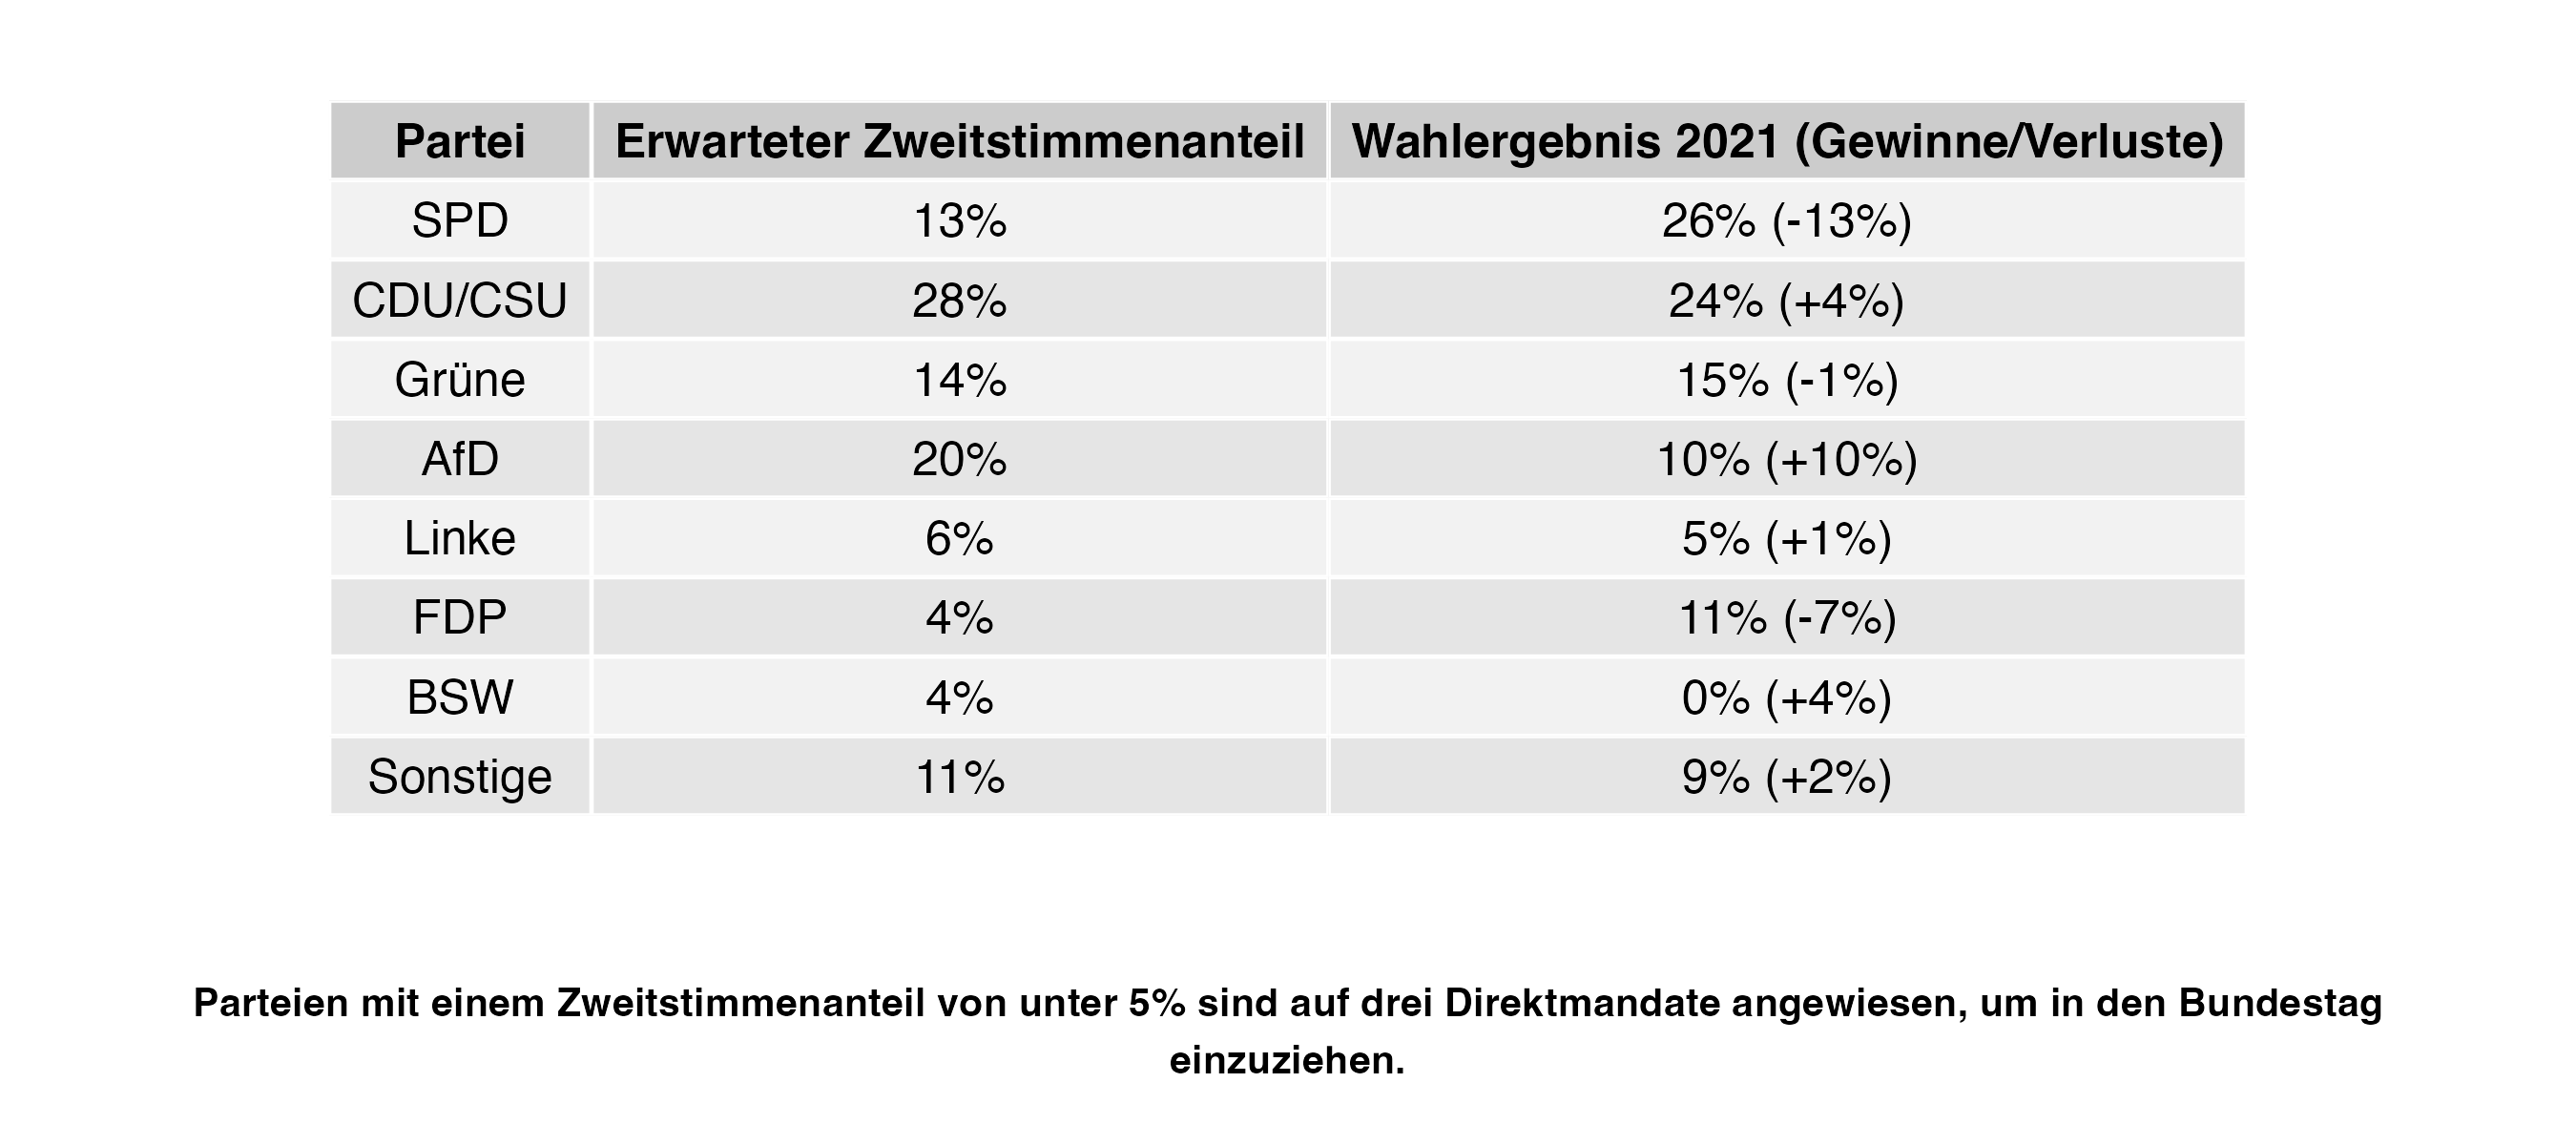 Partei Erwarteter Zweitstimmenanteil Wahlergebnis 2021 (Gewinne/Verluste)
SPD 13% 26% (-13%)
CDU/CSU 28% 24% (+4%)
Grüne 14% 15% (-1%)
AfD 20% 10% (+10%)
Linke 6% 5% (+1%)
FDP 4% 11% (-7%)
BSW 4% 0% (+4%)
Sonstige 11% 9% (+2%)
Parteien mit einem Zweitstimmenanteil von unter 5% sind auf drei Direktmandate angewiesen, um in den Bundestag
einzuziehen.